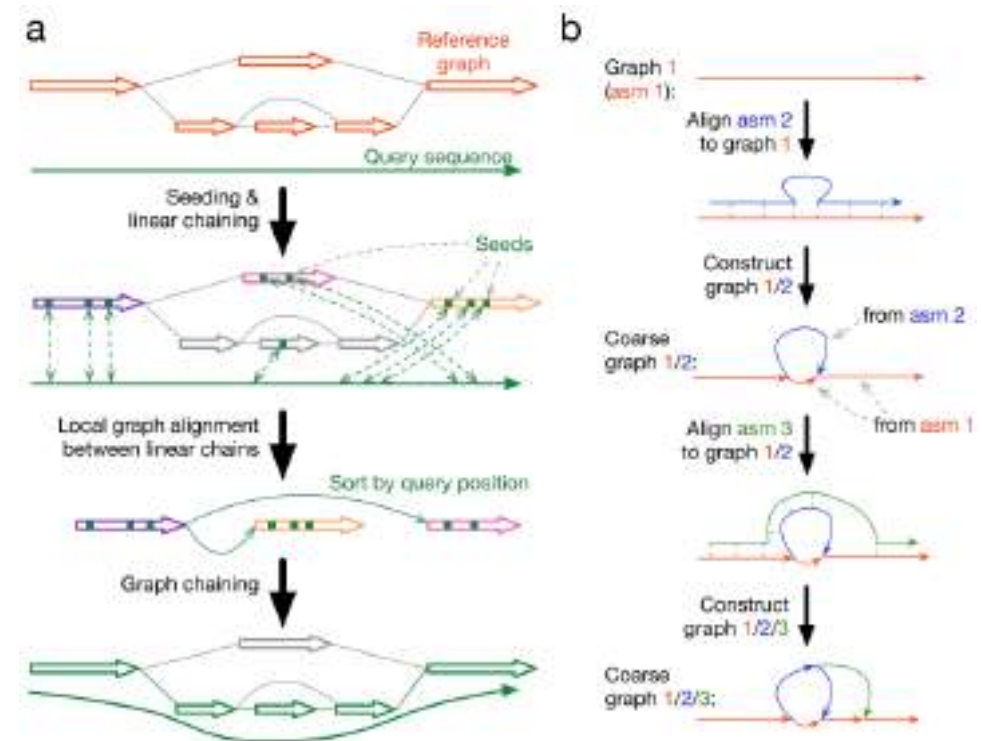 a
Reference
graph
Query sequence
Seeding &
linear chaining
Seeds
Local graph alignment
between linear chains
Sort by query position
Graph chaining
b
Graph 1
(asm 1):
Align asm 2
to graph 1
Construct
graph 1/2
from asm 2
Coarse
graph 1/2:
from asm 1
Align asm 3
to graph 1/2
Construct
graph 1/2/3
Coarse
graph 1/2/3: